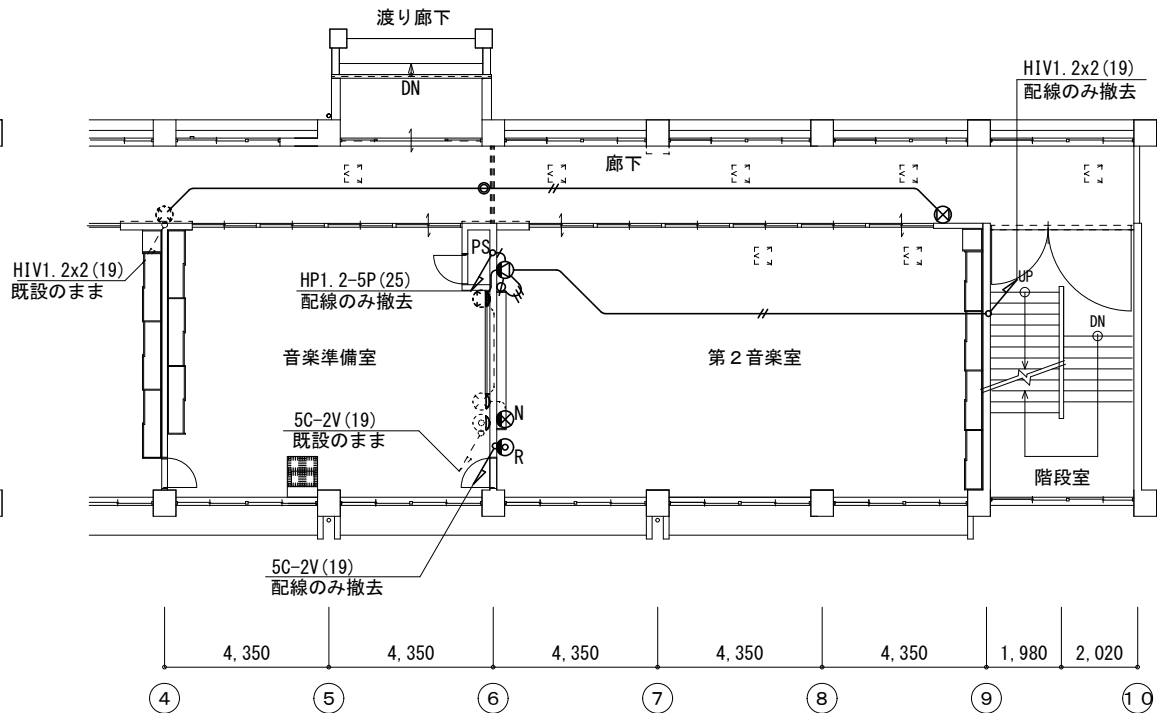 渡り廊下
HIV1.2x2(19)
配線のみ撤去
DN
廊下
PS
HIV1.2x2(19)
既設のまま
HP1.2-5P(25)
配線のみ撤去
UP
DN
音楽準備室
第２音楽室
5C-2V(19)
既設のまま
N
R
階段室
5C-2V(19)
配線のみ撤去
4,350 4,350 4,350 4,350 4,350 1,980 2,020
4 5 6 7 8 9 10